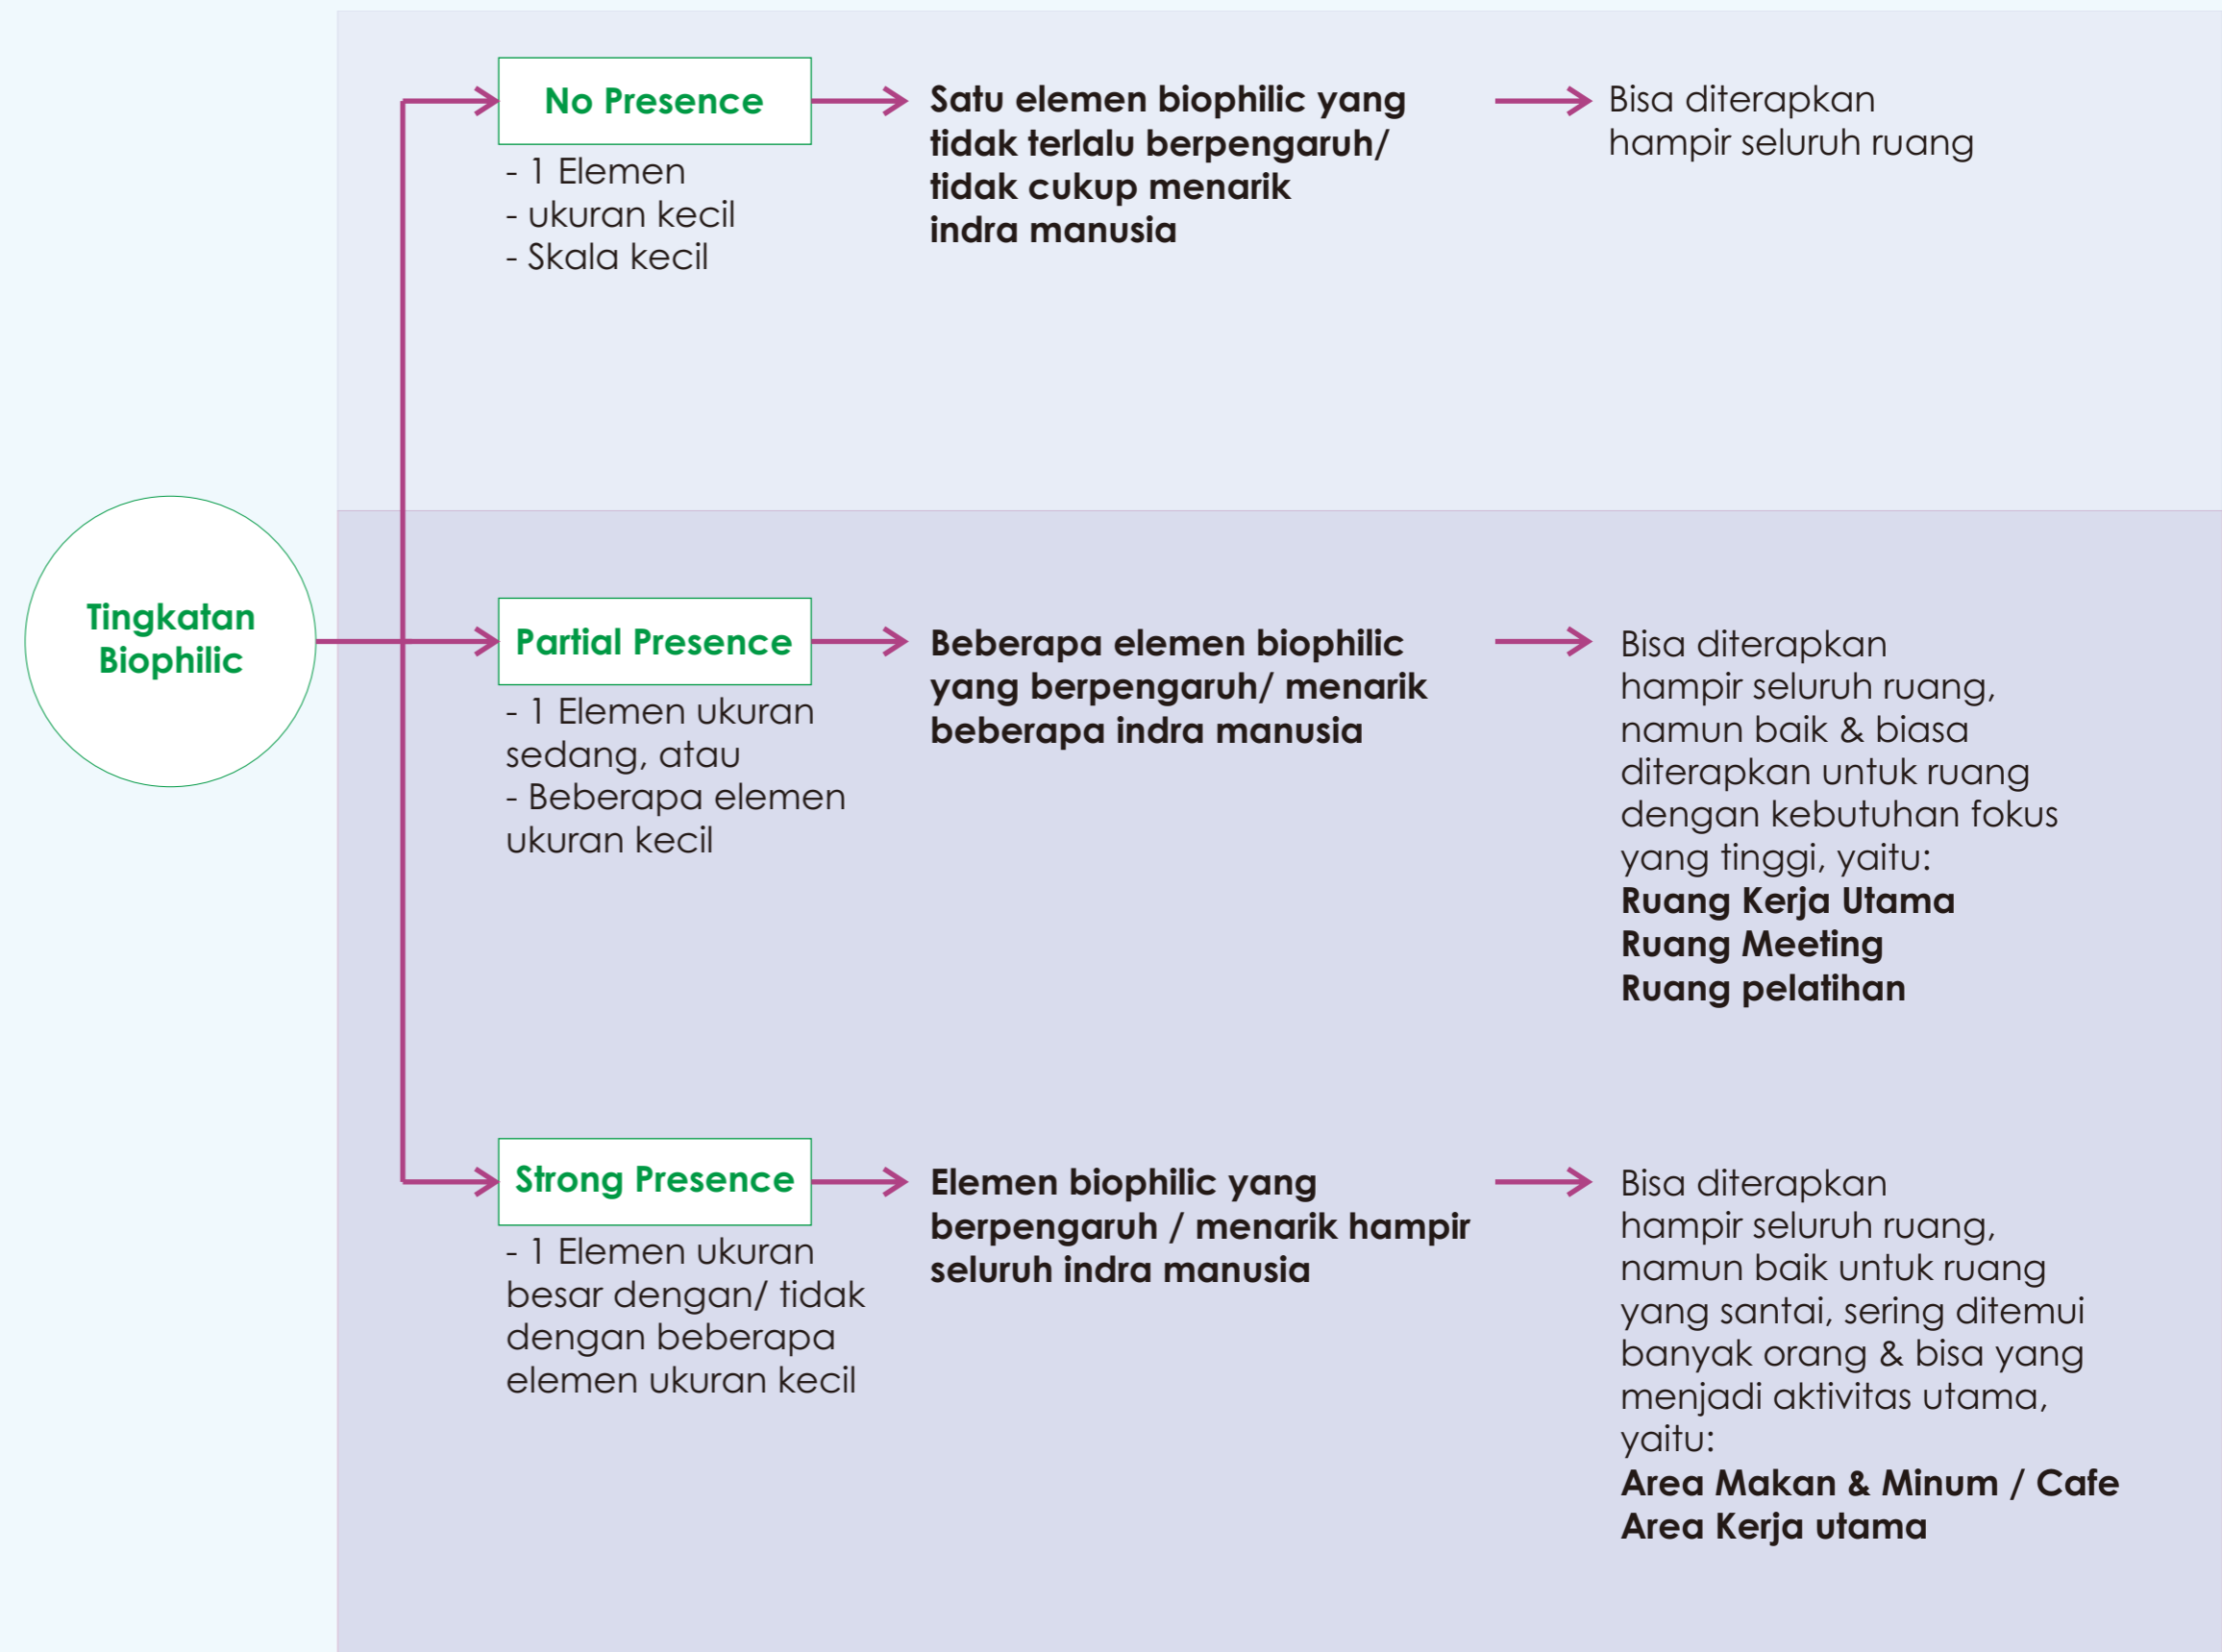 Tingkatan
Biophilic
No Presence
- 1 Elemen
- ukuran kecil
- Skala kecil
Satu elemen biophilic yang
tidak terlalu berpengaruh/
tidak cukup menarik
indra manusia
Bisa diterapkan
hampir seluruh ruang
Partial Presence
- 1 Elemen ukuran
sedang, atau
- Beberapa elemen
ukuran kecil
Beberapa elemen biophilic
yang berpengaruh/ menarik
beberapa indra manusia
Bisa diterapkan
hampir seluruh ruang,
namun baik & biasa
diterapkan untuk ruang
dengan kebutuhan fokus
yang tinggi, yaitu:
Ruang Kerja Utama
Ruang Meeting
Ruang pelatihan
Strong Presence
- 1 Elemen ukuran
besar dengan/ tidak
dengan beberapa
elemen ukuran kecil
Elemen biophilic yang
berpengaruh / menarik hampir
seluruh indra manusia
Bisa diterapkan
hampir seluruh ruang,
namun baik untuk ruang
yang santai, sering ditemui
banyak orang & bisa yang
menjadi aktivitas utama,
yaitu:
Area Makan & Minum / Cafe
Area Kerja utama